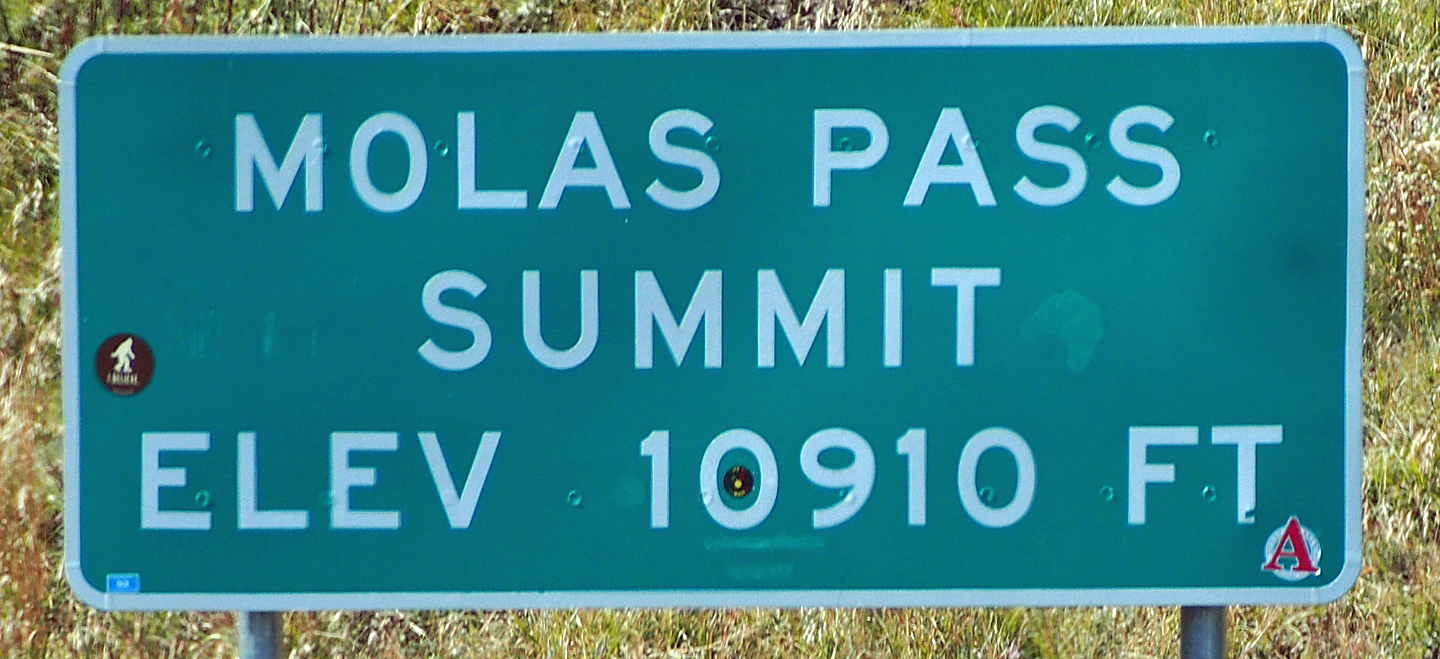 MOLAS PASS
SUMMIT
ELEV 10910 FT
A